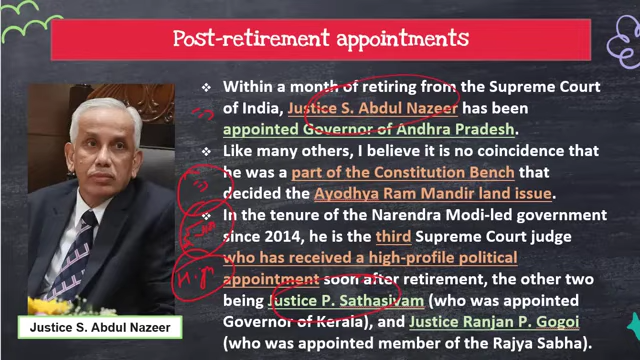 Post-retirement appointments
❖ Within a month of retiring from the Supreme Court
of India, Justice S. Abdul Nazeer has been
appointed Governor of Andhra Pradesh.
❖ Like many others, I believe it is no coincidence that
he was a part of the Constitution Bench that
decided the Ayodhya Ram Mandir land issue.
❖ In the tenure of the Narendra Modi-led government
since 2014, he is the third Supreme Court judge
who has received a high-profile political
appointment soon after retirement, the other two
being Justice P. Sathasivam (who was appointed
Governor of Kerala), and Justice Ranjan P. Gogoi
(who was appointed member of the Rajya Sabha).
Justice S. Abdul Nazeer